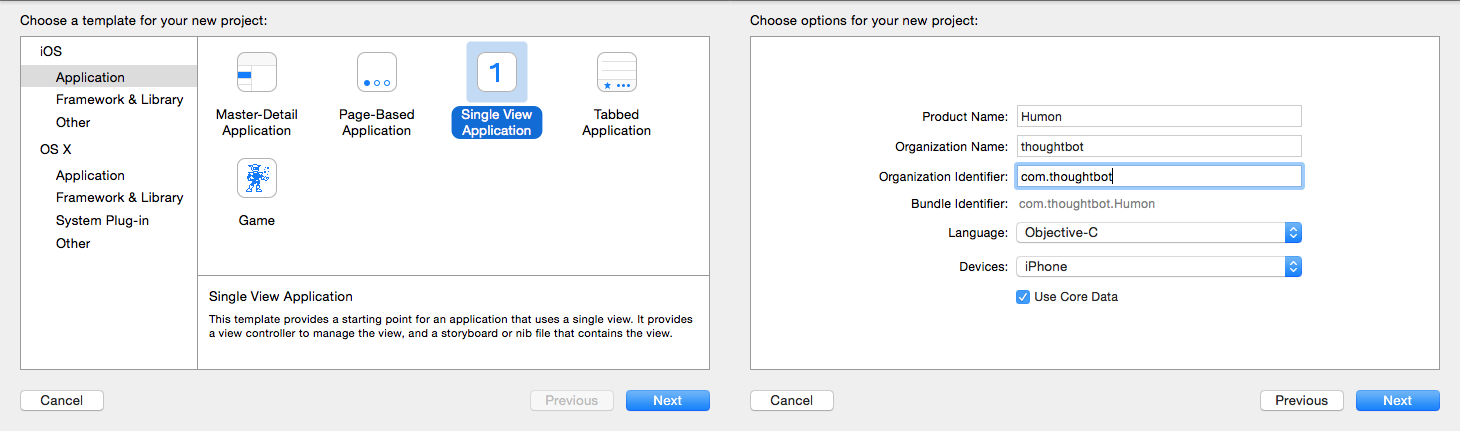 Choose a template for your new project:
iOS
Application
Framework & Library
Other
OS X
Application
Framework & Library
System Plug-in
Other
Master-Detail
Application
Page-Based
Application
1
Single View
Application
Tabbed
Application
Game
Single View Application
This template provides a starting point for an application that uses a single view. It provides
a view controller to manage the view, and a storyboard or nib file that contains the view.
Cancel
Previous
Next
Choose options for your new project:
Product Name: Humon
Organization Name: thoughtbot
Organization Identifier: com.thoughtbot
Bundle Identifier: com.thoughtbot.Humon
Language: Objective-C
Devices: iPhone
Use Core Data
Cancel
Previous
Next